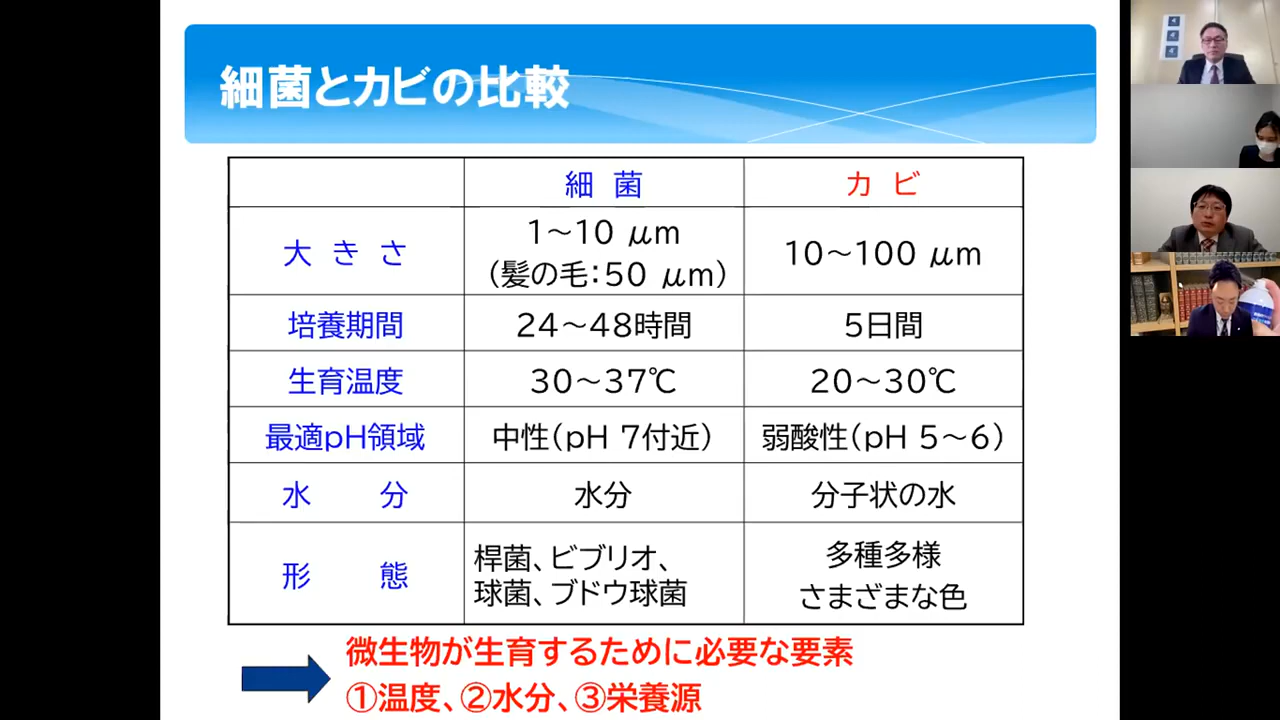 細菌とカビの比較
細 菌
カ ビ
大 き さ
1～10 μm
(髪の毛：50 μm)
10～100 μm
培養期間
24～48時間
5日間
生育温度
30～37℃
20～30℃
最適pH領域
中性(pH 7付近)
弱酸性(pH 5～6)
水 分
水分
分子状の水
形 態
桿菌、ビブリオ、
球菌、ブドウ球菌
多種多様
さまざまな色
微生物が生育するために必要な要素
①温度、②水分、③栄養源